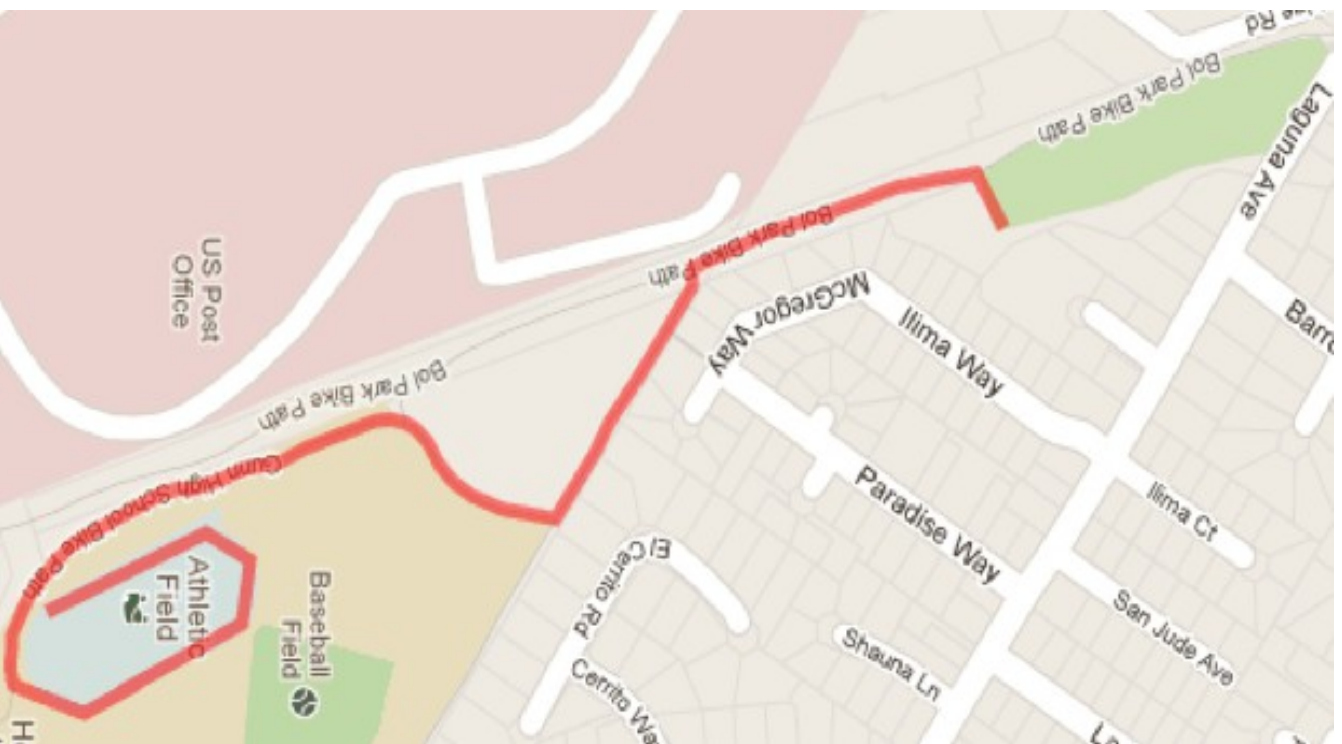 Bol Park Bike Path
Laguna Ave
Bol Park Bike Path
US Post
Office
McGregor Way
Ilima Way
Bol Park Bike Path
Gunn High School Bike Path
Paradise Way
Ilima Ct
El Cerrito Rd
San Jude Ave
Athletic
Field
Baseball
Field
Shauna Ln
Cerrito
Rd